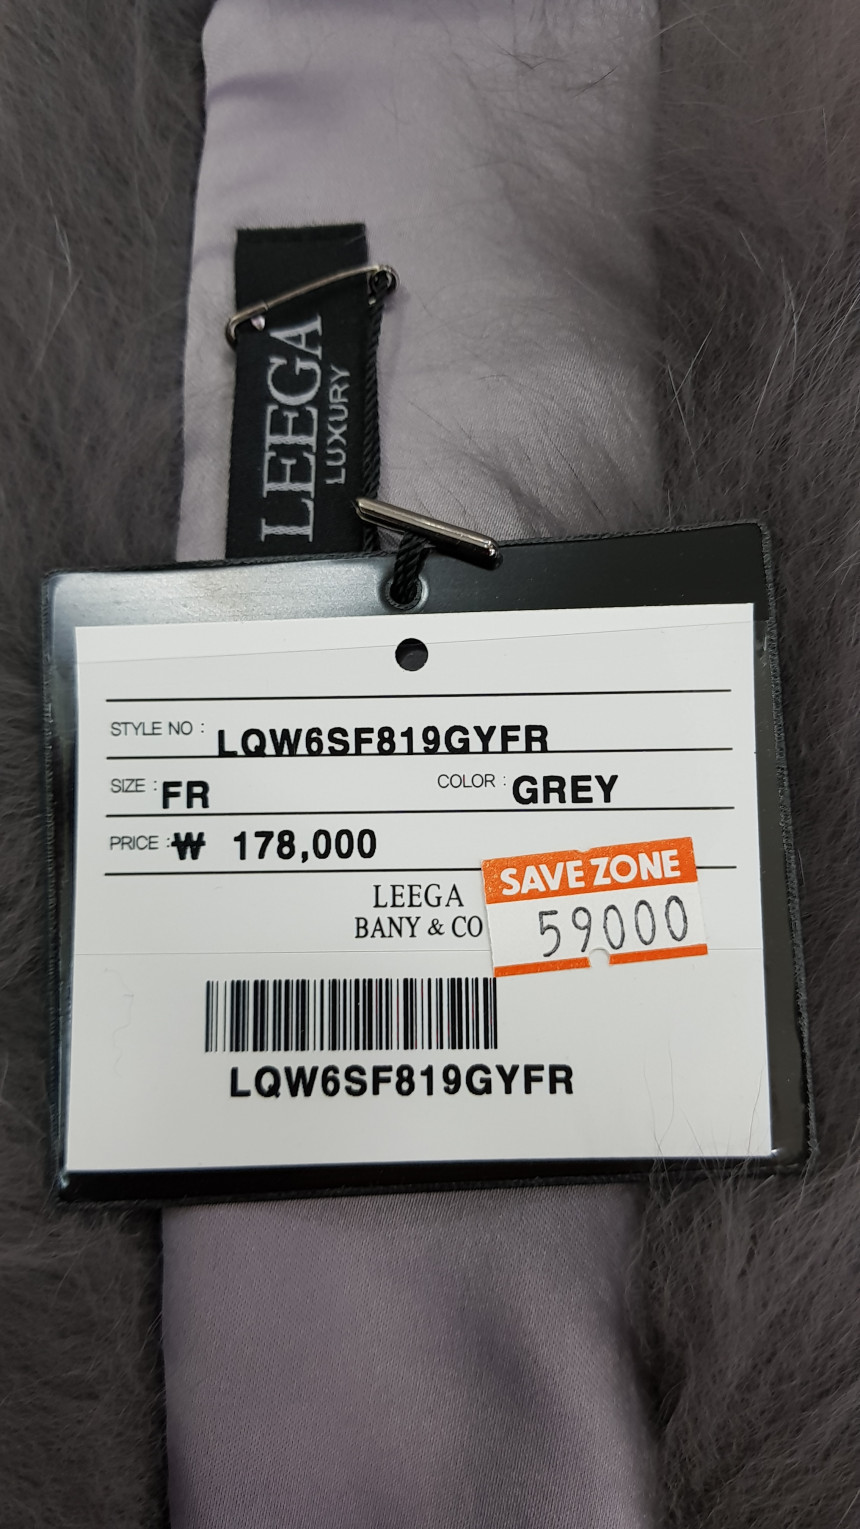 LEEGA
LUXURY
STYLE NO : LQW6SF819GYFR
SIZE : FR COLOR : GREY
PRICE : ₩ 178,000
LEEGA
BANY & CO
SAVE ZONE
59000
LQW6SF819GYFR